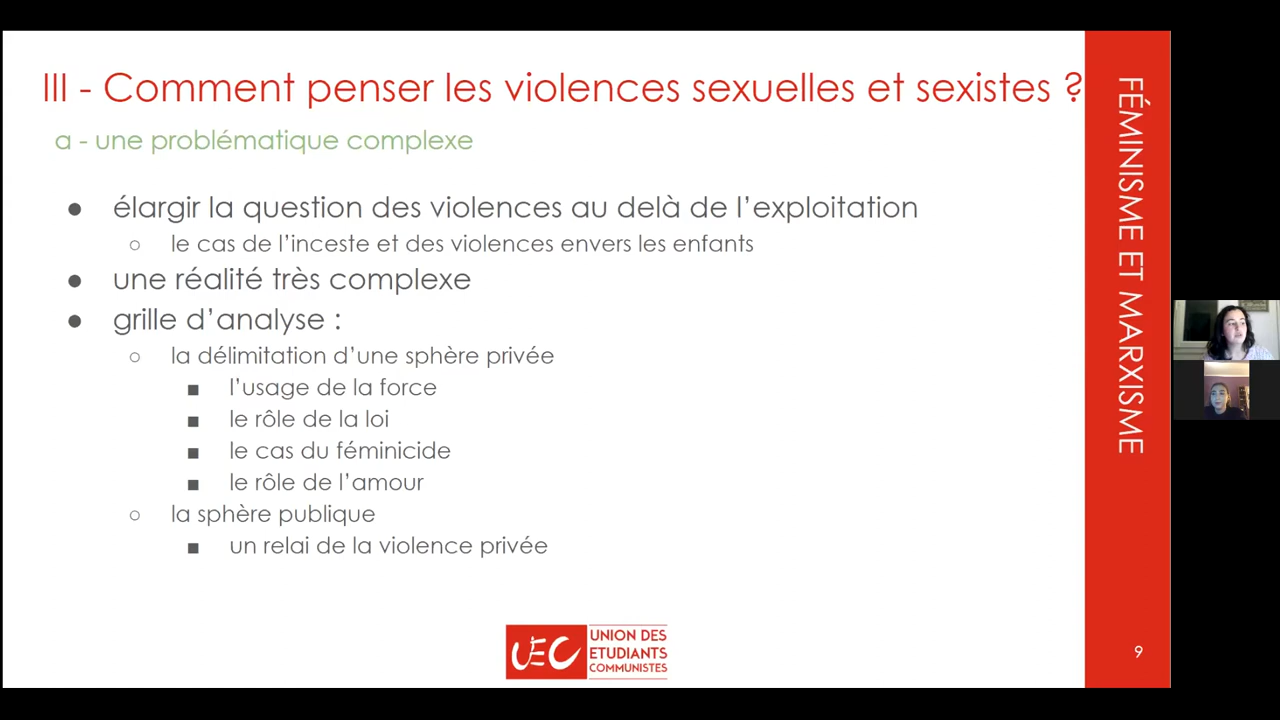 III - Comment penser les violences sexuelles et sexistes ?
a - une problématique complexe
● élargir la question des violences au delà de l’exploitation
○ le cas de l’inceste et des violences envers les enfants
● une réalité très complexe
● grille d’analyse :
○ la délimitation d’une sphère privée
■ l’usage de la force
■ le rôle de la loi
■ le cas du féminicide
■ le rôle de l’amour
○ la sphère publique
■ un relai de la violence privée
UEC
UNION DES
ETUDIANTS
COMMUNISTES
FÉMINISME ET MARXISME
9